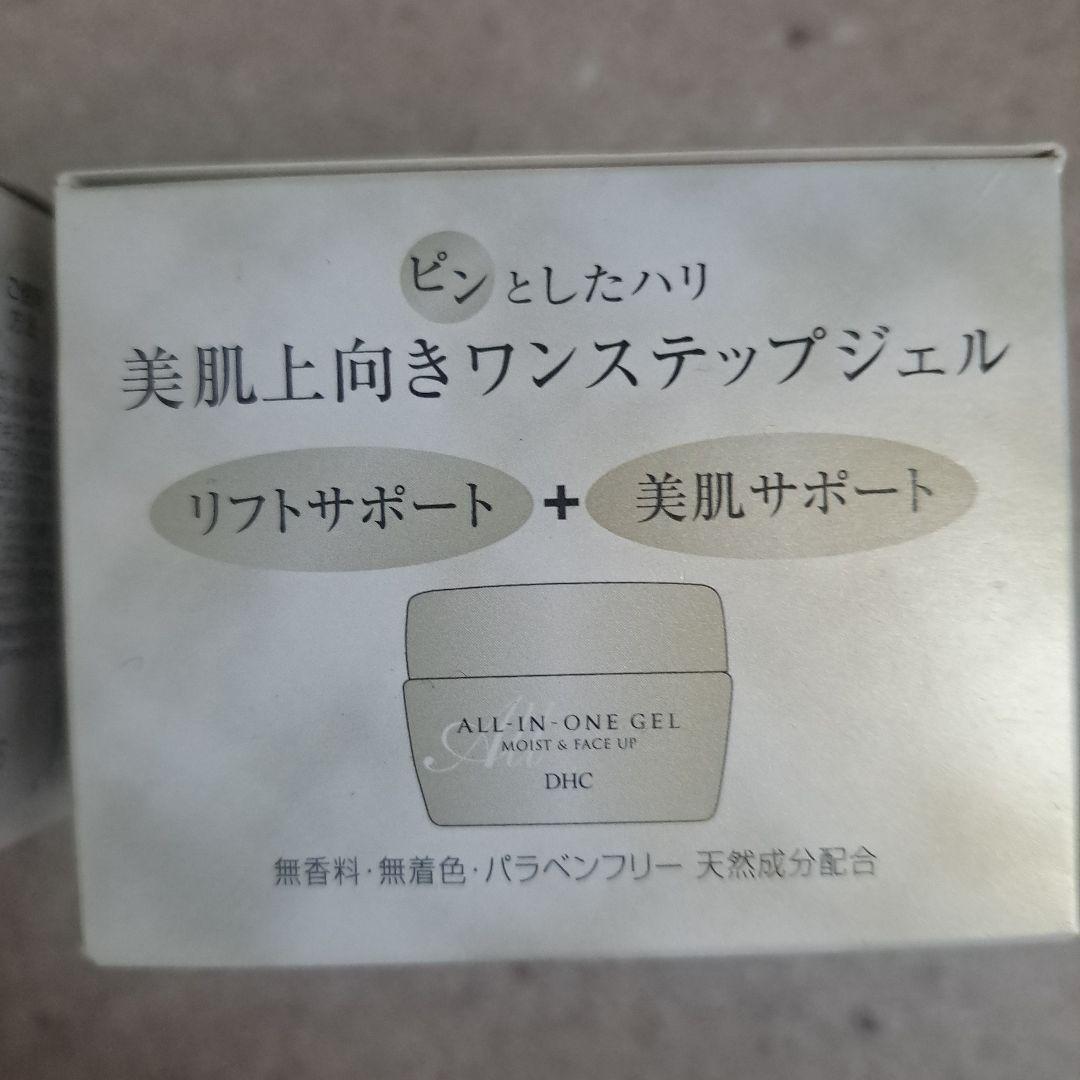 ピンとしたハリ
美肌上向きワンステップジェル
リフトサポート + 美肌サポート
All
ALL-IN-ONE GEL
MOIST & FACE UP
DHC
無香料・無着色・パラベンフリー 天然成分配合